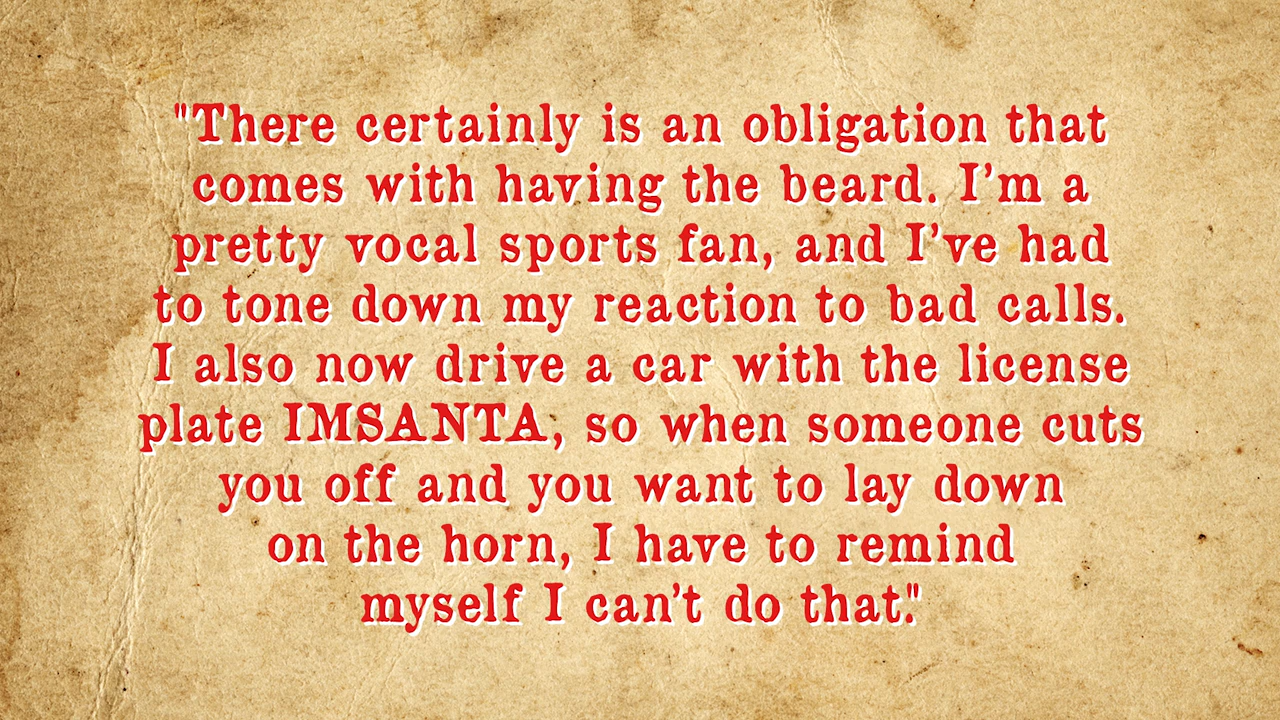 "There certainly is an obligation that
comes with having the beard. I'm a
pretty vocal sports fan, and I've had
to tone down my reaction to bad calls.
I also now drive a car with the license
plate IMSANTA, so when someone cuts
you off and you want to lay down
on the horn, I have to remind
myself I can't do that."